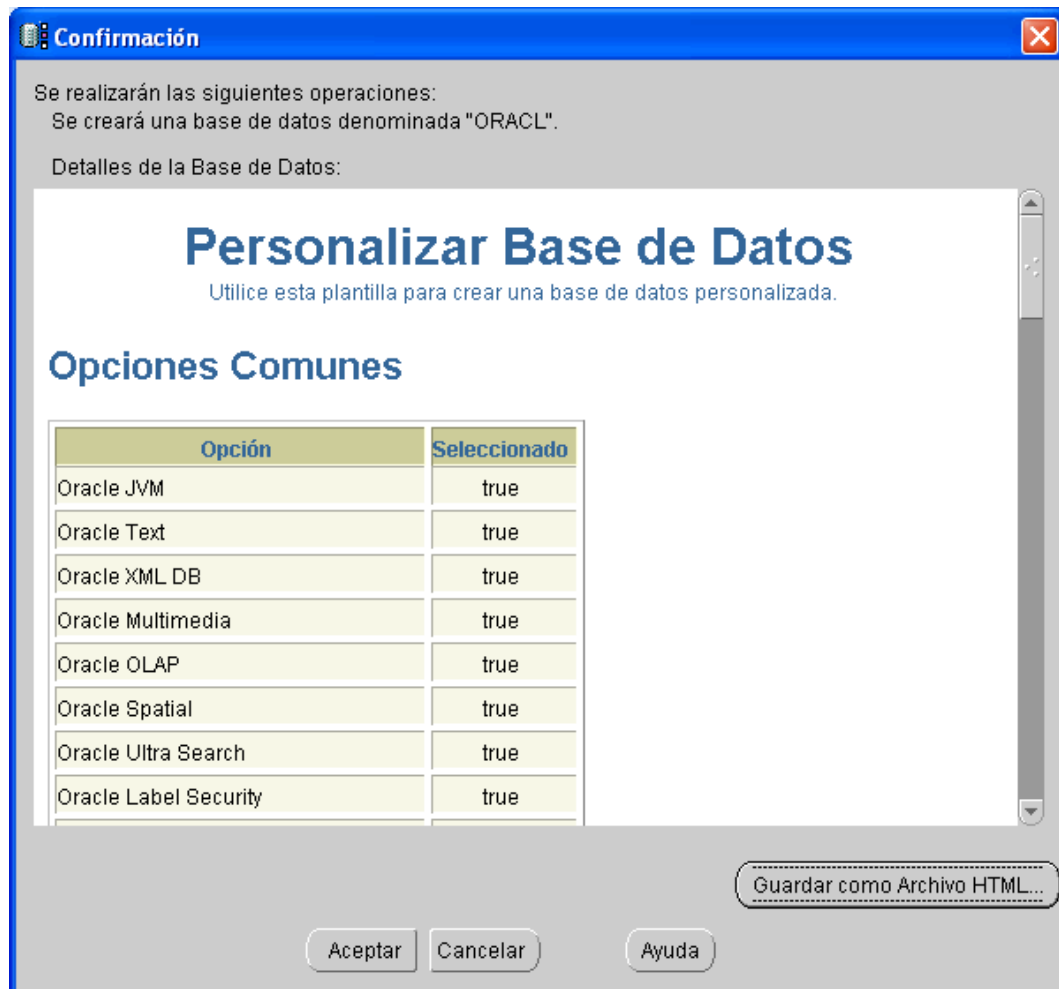 Confirmación
Se realizarán las siguientes operaciones:
Se creará una base de datos denominada "ORACL".
Detalles de la Base de Datos:
Personalizar Base de Datos
Utilice esta plantilla para crear una base de datos personalizada.
Opciones Comunes
Opción Seleccionado
Oracle JVM true
Oracle Text true
Oracle XML DB true
Oracle Multimedia true
Oracle OLAP true
Oracle Spatial true
Oracle Ultra Search true
Oracle Label Security true
Guardar como Archivo HTML...
Aceptar Cancelar Ayuda